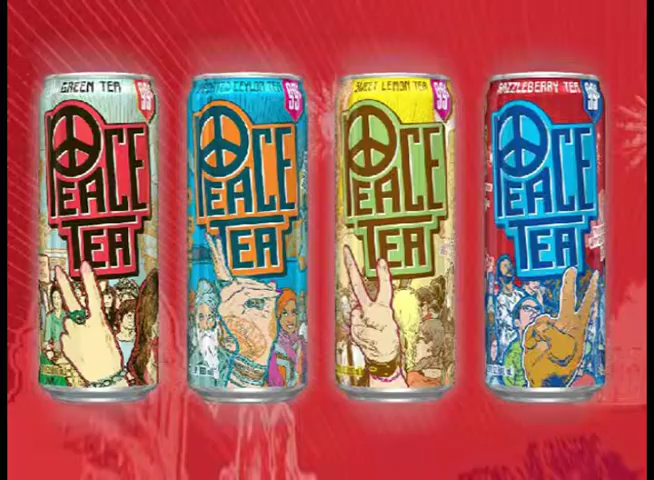 GREEN TEA
99¢
PEACE
TEA
CEYLON TEA
99¢
PEACE
TEA
SWEET LEMON TEA
99¢
PEACE
TEA
RAZZLEBERRY TEA
99¢
PEACE
TEA